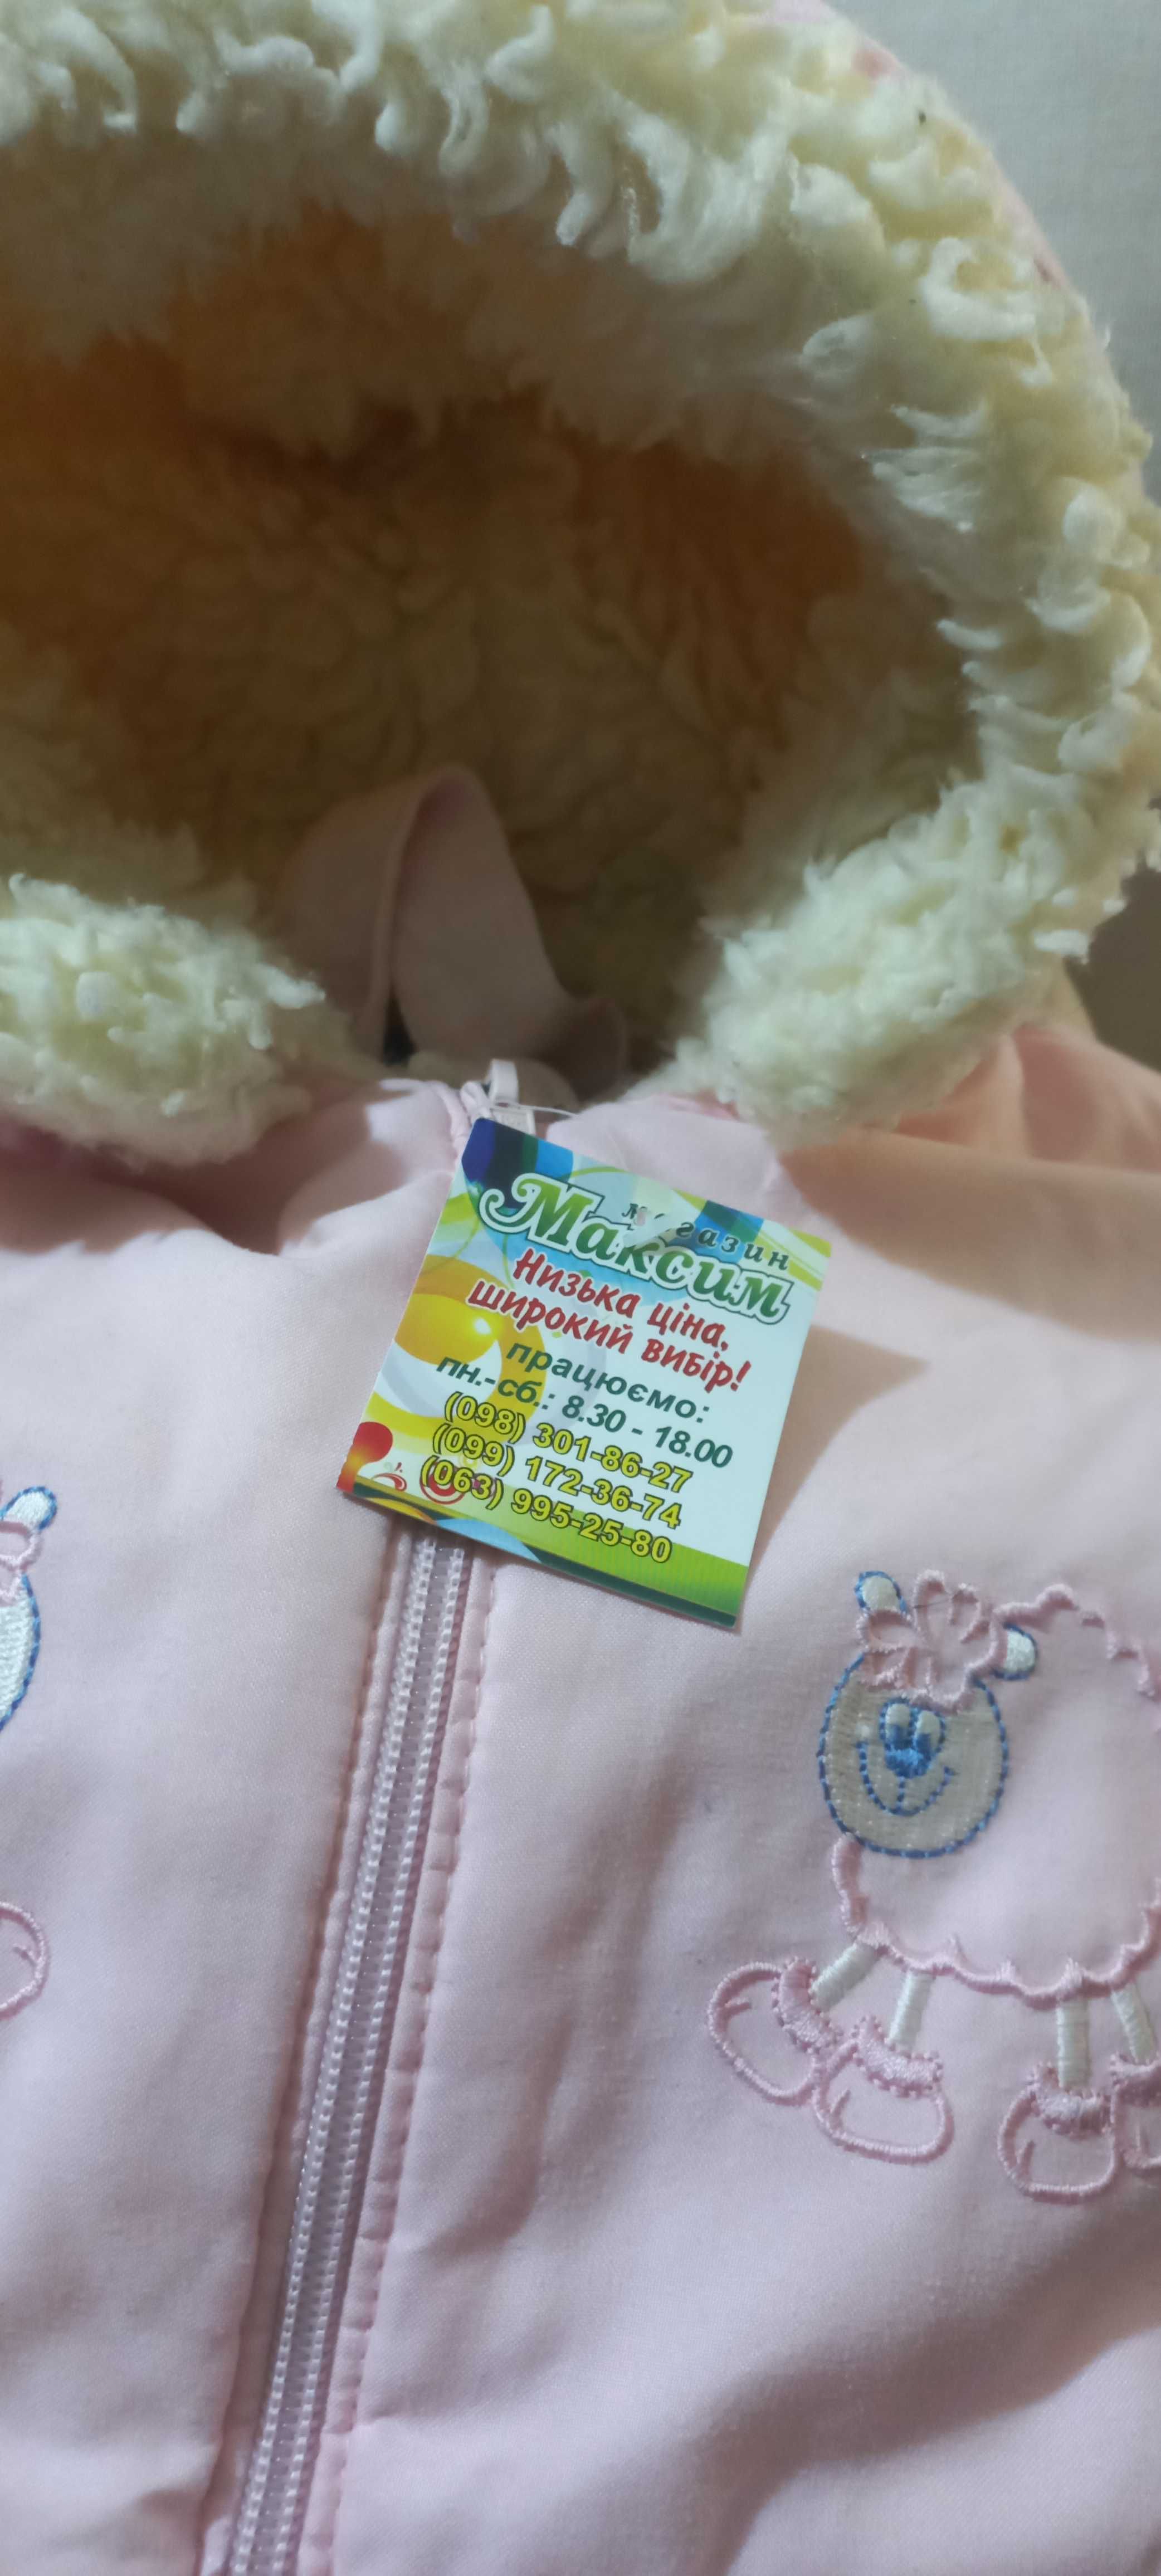 магазин
Максим
Низька ціна,
широкий вибір!
працюємо:
пн.-сб.: 8.30 - 18.00
(098) 301-86-27
(099) 172-36-74
(063) 995-25-80